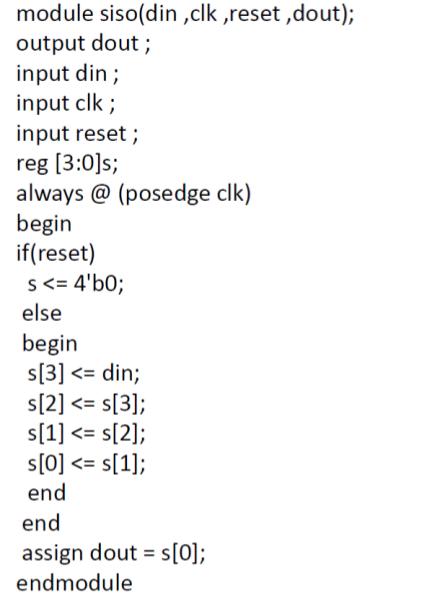 module siso(din ,clk ,reset ,dout);
output dout ;
input din ;
input clk ;
input reset ;
reg [3:0]s;
always @ (posedge clk)
begin
if(reset)
s <= 4'b0;
else
begin
s[3] <= din;
s[2] <= s[3];
s[1] <= s[2];
s[0] <= s[1];
end
end
assign dout = s[0];
endmodule